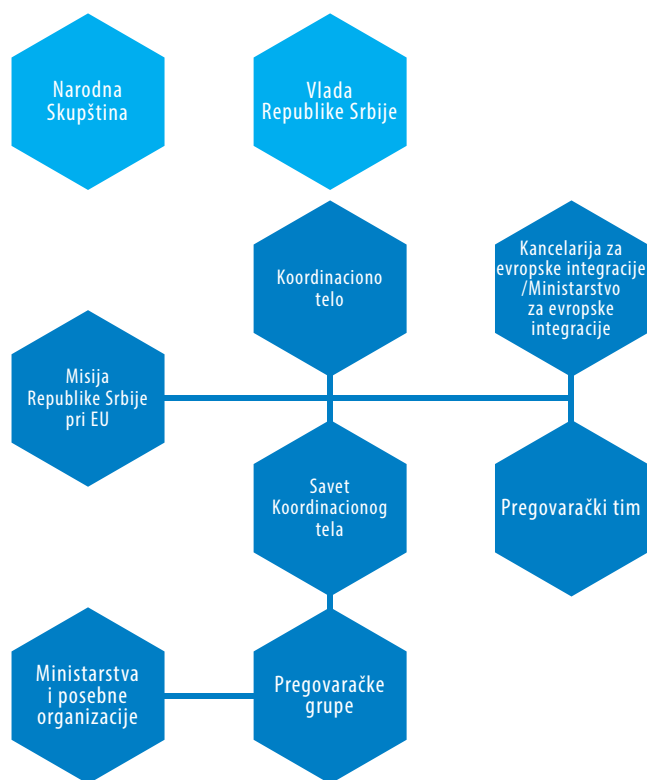 Narodna
Skupština
Vlada
Republike Srbije
Koordinaciono
telo
Kancelarija za
evropske integracije
/Ministarstvo
za evropske
integracije
Misija
Republike Srbije
pri EU
Savet
Koordinacionog
tela
Pregovarački tim
Ministarstva
i posebne
organizacije
Pregovaračke
grupe